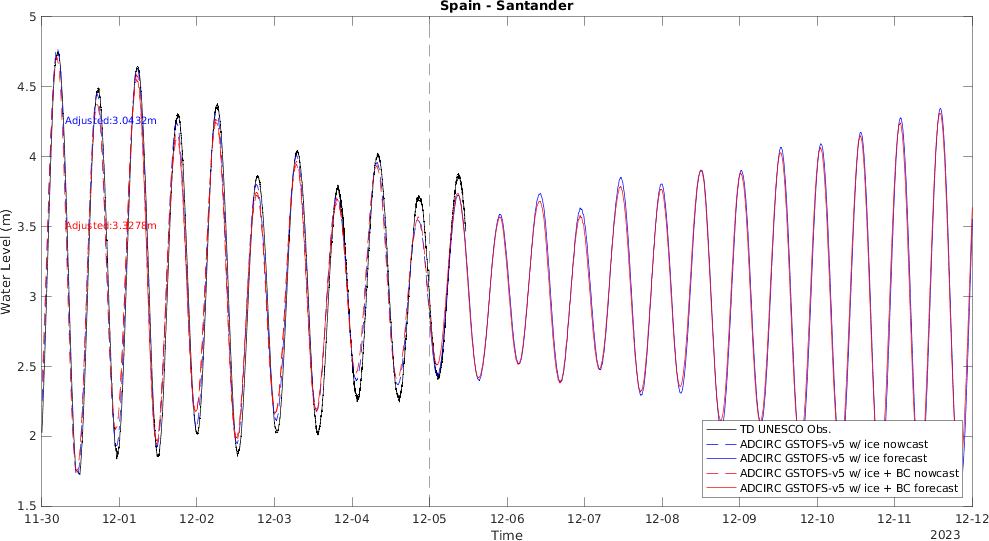 Spain - Santander
5
4.5
4
3.5
3
2.5
2
1.5
Water Level (m)
Adjusted:3.0432m
Adjusted:3.3278m
TD UNESCO Obs.
ADCIRC GSTOFS-v5 w/ ice nowcast
ADCIRC GSTOFS-v5 w/ ice forecast
ADCIRC GSTOFS-v5 w/ ice + BC nowcast
ADCIRC GSTOFS-v5 w/ ice + BC forecast
11-30 12-01 12-02 12-03 12-04 12-05 12-06 12-07 12-08 12-09 12-10 12-11 12-12
Time
2023